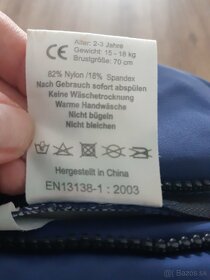 CE
Alter: 2-3 Jahre
Gewicht: 15 - 18 kg
Brustgröße: 70 cm
82% Nylon /18% Spandex
Nach Gebrauch sofort abspülen
Keine Wäschetrocknung
Warme Handwäsche
Nicht bügeln
Nicht bleichen
Hergestellt in China
EN13138-1 : 2003
bazos.sk